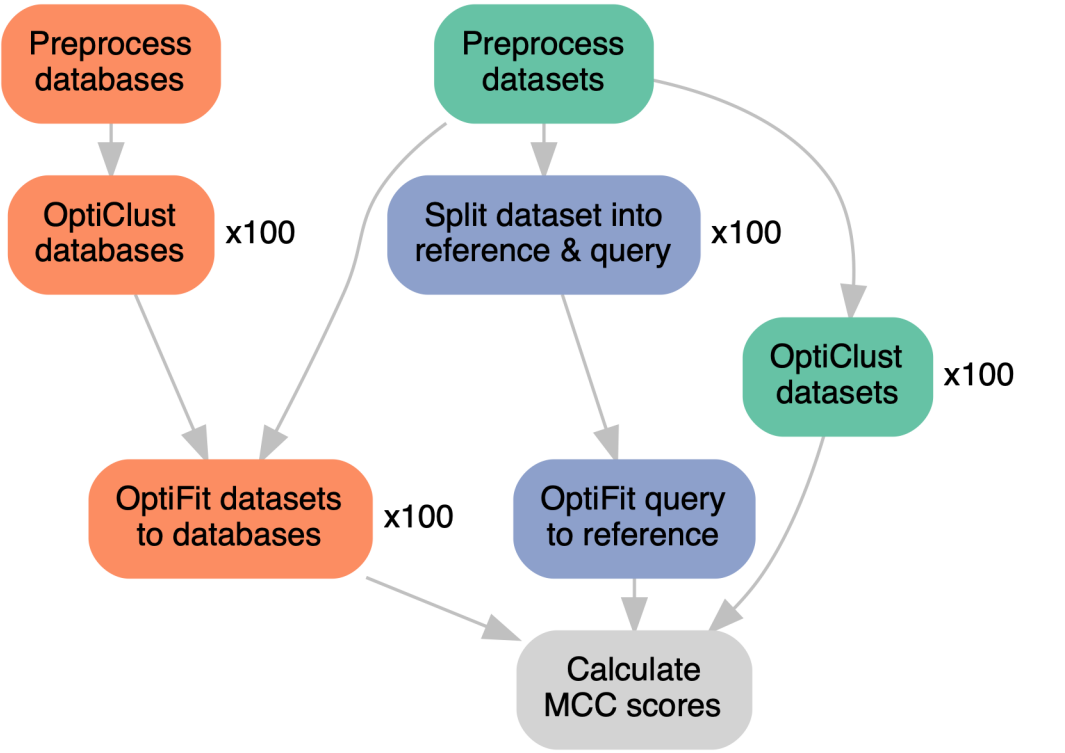 Preprocess
databases
Preprocess
datasets
OptiClust
databases
x100
Split dataset into
reference & query
x100
OptiClust
datasets
x100
OptiFit datasets
to databases
x100
OptiFit query
to reference
Calculate
MCC scores